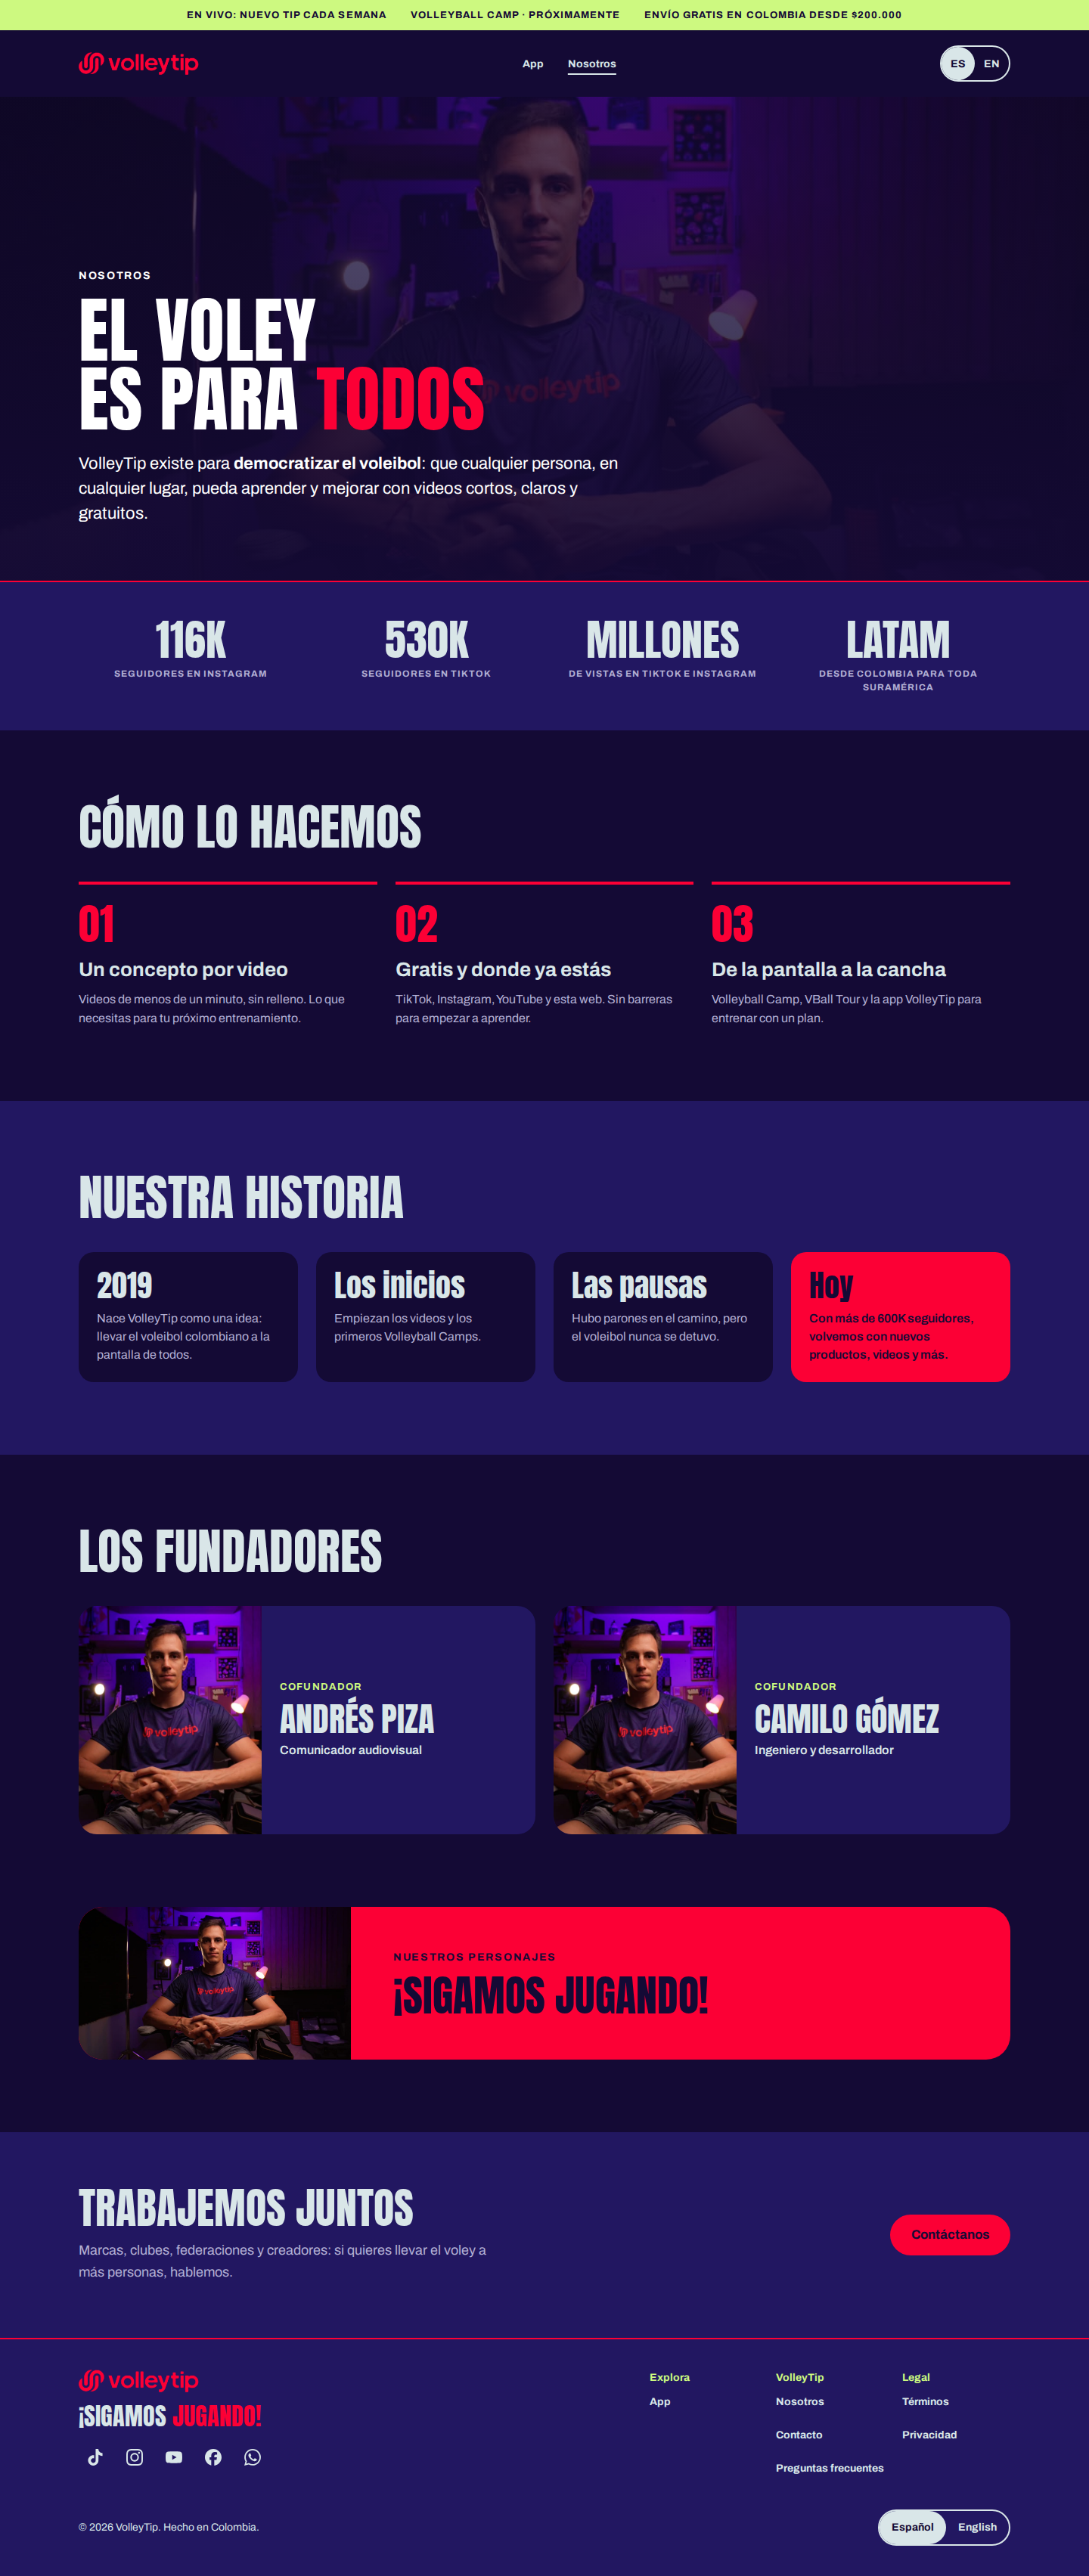 EN VIVO: NUEVO TIP CADA SEMANA VOLLEYBALL CAMP · PRÓXIMAMENTE ENVÍO GRATIS EN COLOMBIA DESDE $200.000
volleytip App Nosotros ES EN
volleytip
NOSOTROS
EL VOLEY
ES PARA TODOS
VolleyTip existe para democratizar el voleibol: que cualquier persona, en
cualquier lugar, pueda aprender y mejorar con videos cortos, claros y
gratuitos.
116K
SEGUIDORES EN INSTAGRAM
530K
SEGUIDORES EN TIKTOK
MILLONES
DE VISTAS EN TIKTOK E INSTAGRAM
LATAM
DESDE COLOMBIA PARA TODA
SURAMÉRICA
CÓMO LO HACEMOS
01
Un concepto por video
Videos de menos de un minuto, sin relleno. Lo que
necesitas para tu próximo entrenamiento.
02
Gratis y donde ya estás
TikTok, Instagram, YouTube y esta web. Sin barreras
para empezar a aprender.
03
De la pantalla a la cancha
Volleyball Camp, VBall Tour y la app VolleyTip para
entrenar con un plan.
NUESTRA HISTORIA
2019
Nace VolleyTip como una idea:
llevar el voleibol colombiano a la
pantalla de todos.
Los inicios
Empiezan los videos y los
primeros Volleyball Camps.
Las pausas
Hubo parones en el camino, pero
el voleibol nunca se detuvo.
Hoy
Con más de 600K seguidores,
volvemos con nuevos
productos, videos y más.
LOS FUNDADORES
volleytip
COFUNDADOR
ANDRÉS PIZA
Comunicador audiovisual
volleytip
COFUNDADOR
CAMILO GÓMEZ
Ingeniero y desarrollador
volleytip
NUESTROS PERSONAJES
¡SIGAMOS JUGANDO!
TRABAJEMOS JUNTOS
Marcas, clubes, federaciones y creadores: si quieres llevar el voley a
más personas, hablemos.
Contáctanos
volleytip
¡SIGAMOS JUGANDO!
Explora
App
VolleyTip
Nosotros
Contacto
Preguntas frecuentes
Legal
Términos
Privacidad
© 2026 VolleyTip. Hecho en Colombia.
Español English